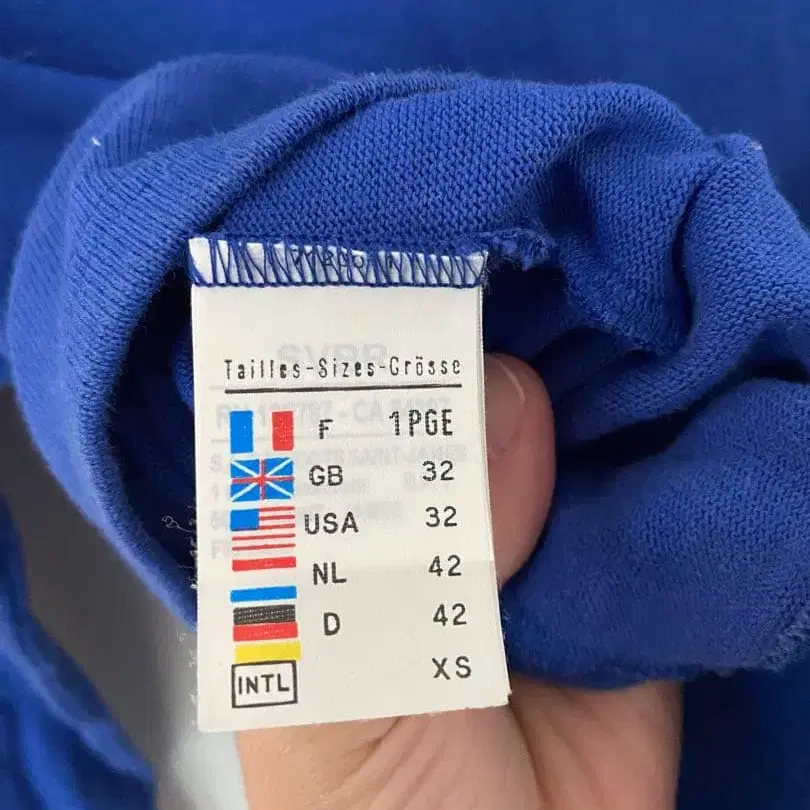 Tailles-Sizes-Grösse
F 1PGE
GB 32
USA 32
NL 42
D 42
INTL XS